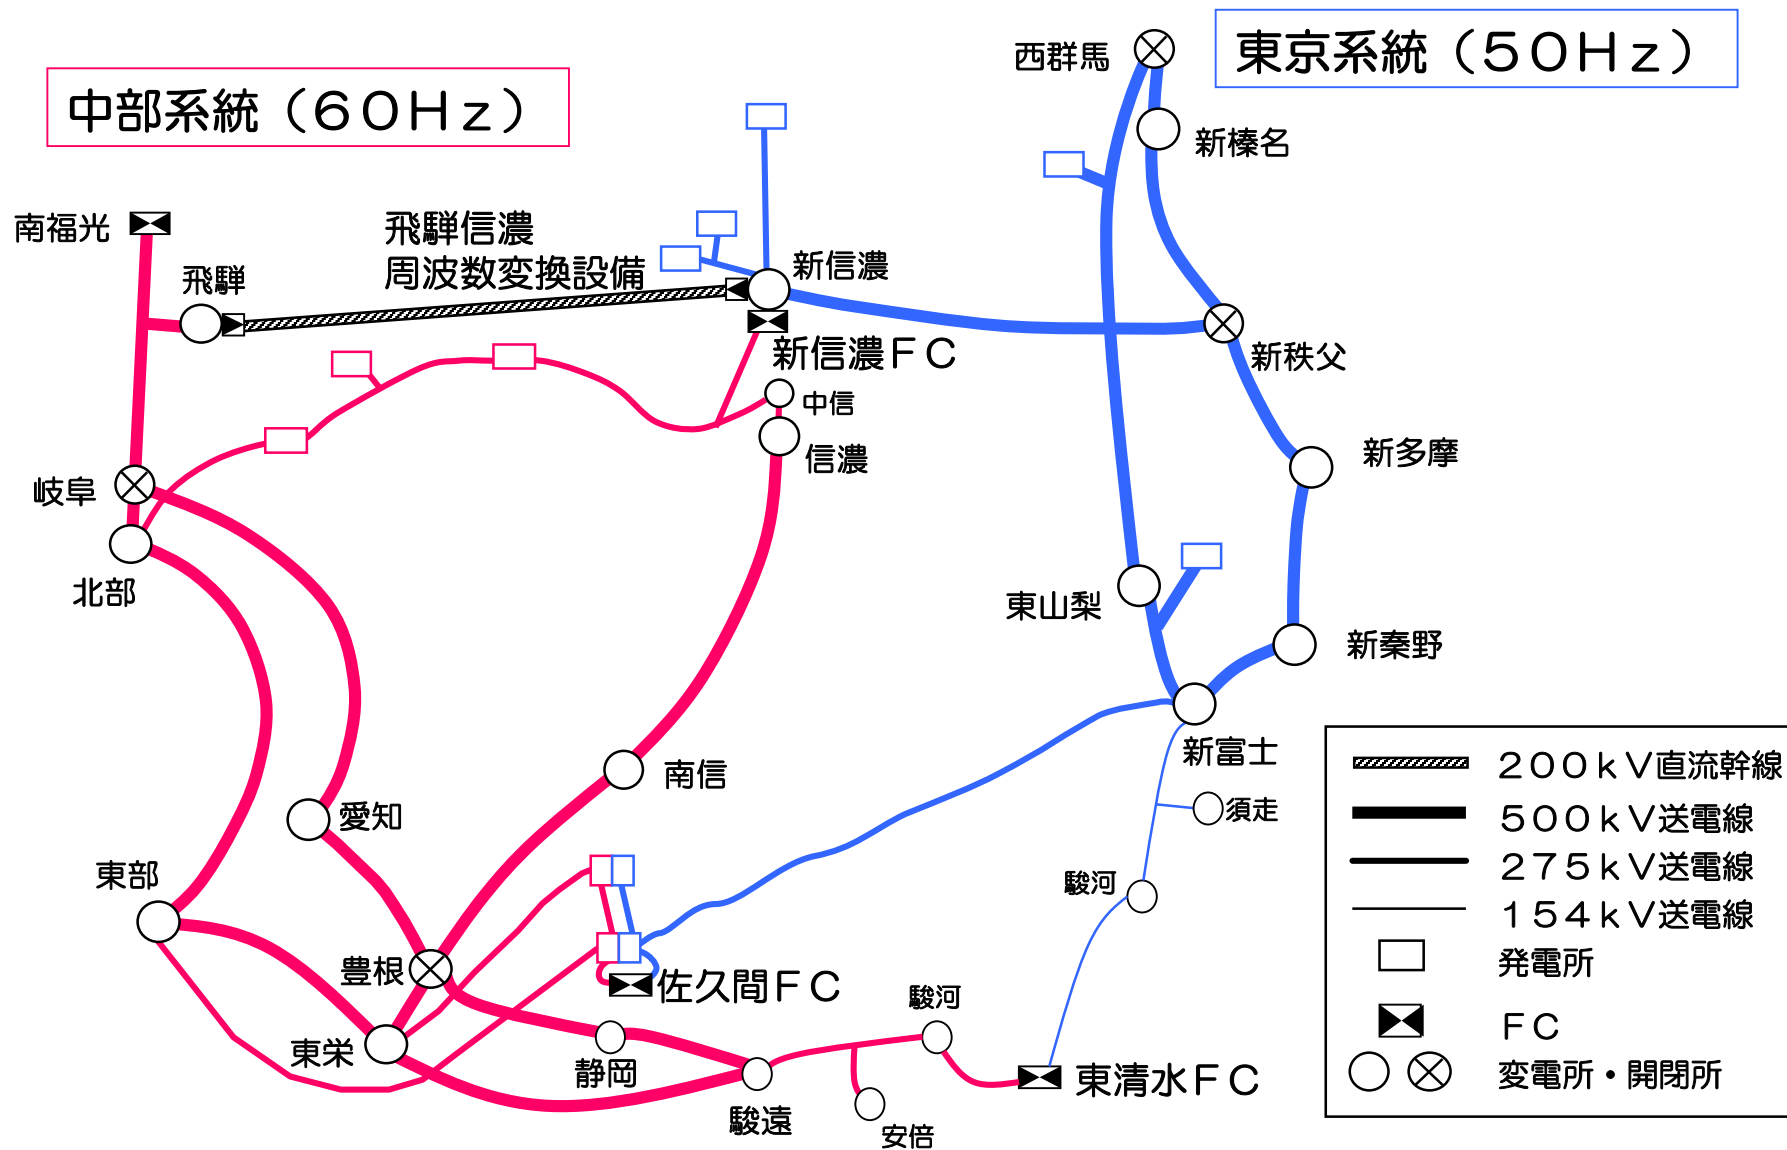 西群馬
東京系統（５０Ｈｚ）
中部系統（６０Ｈｚ）
新榛名
南福光
飛騨信濃
周波数変換設備
飛騨
新信濃
新信濃ＦＣ
新秩父
中信
信濃
新多摩
岐阜
北部
東山梨
新秦野
新富士
南信
須走
愛知
東部
駿河
豊根
佐久間ＦＣ
駿河
東栄
静岡
東清水ＦＣ
駿遠
安倍
２００ｋＶ直流幹線
５００ｋＶ送電線
２７５ｋＶ送電線
１５４ｋＶ送電線
発電所
ＦＣ
変電所・開閉所